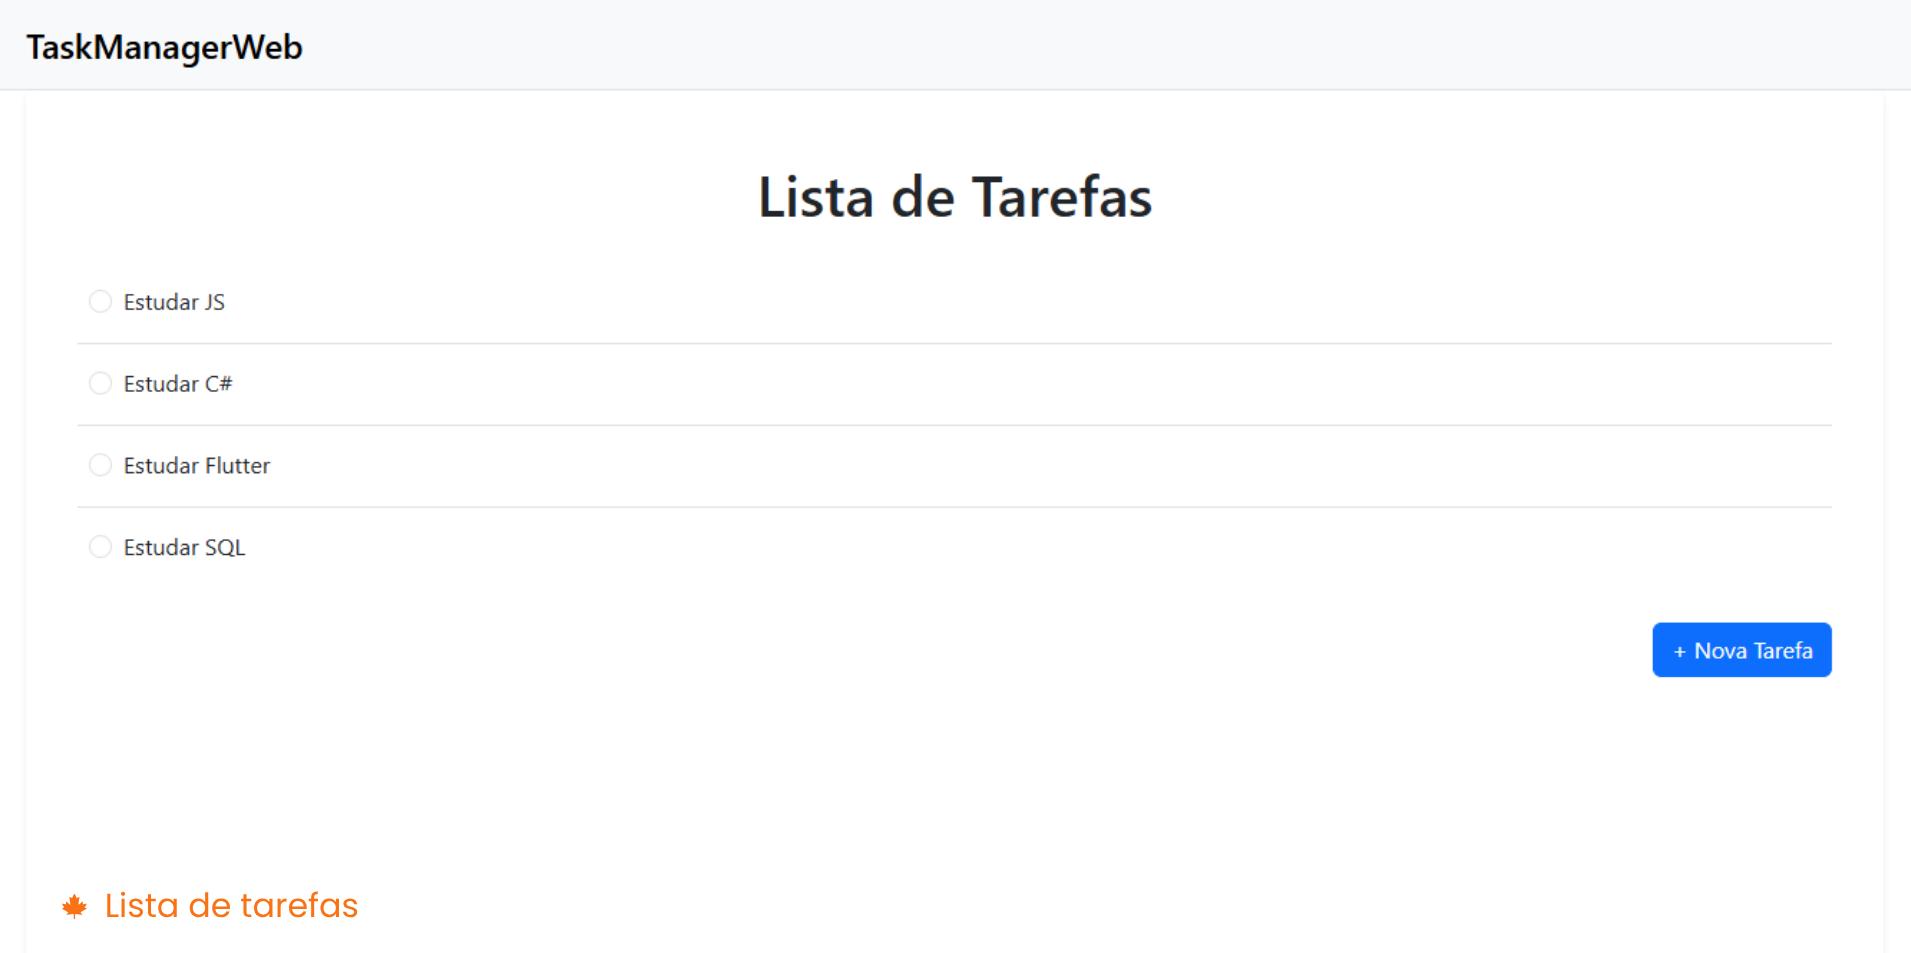 TaskManagerWeb
Lista de Tarefas
Estudar JS
Estudar C#
Estudar Flutter
Estudar SQL
+ Nova Tarefa
Lista de tarefas